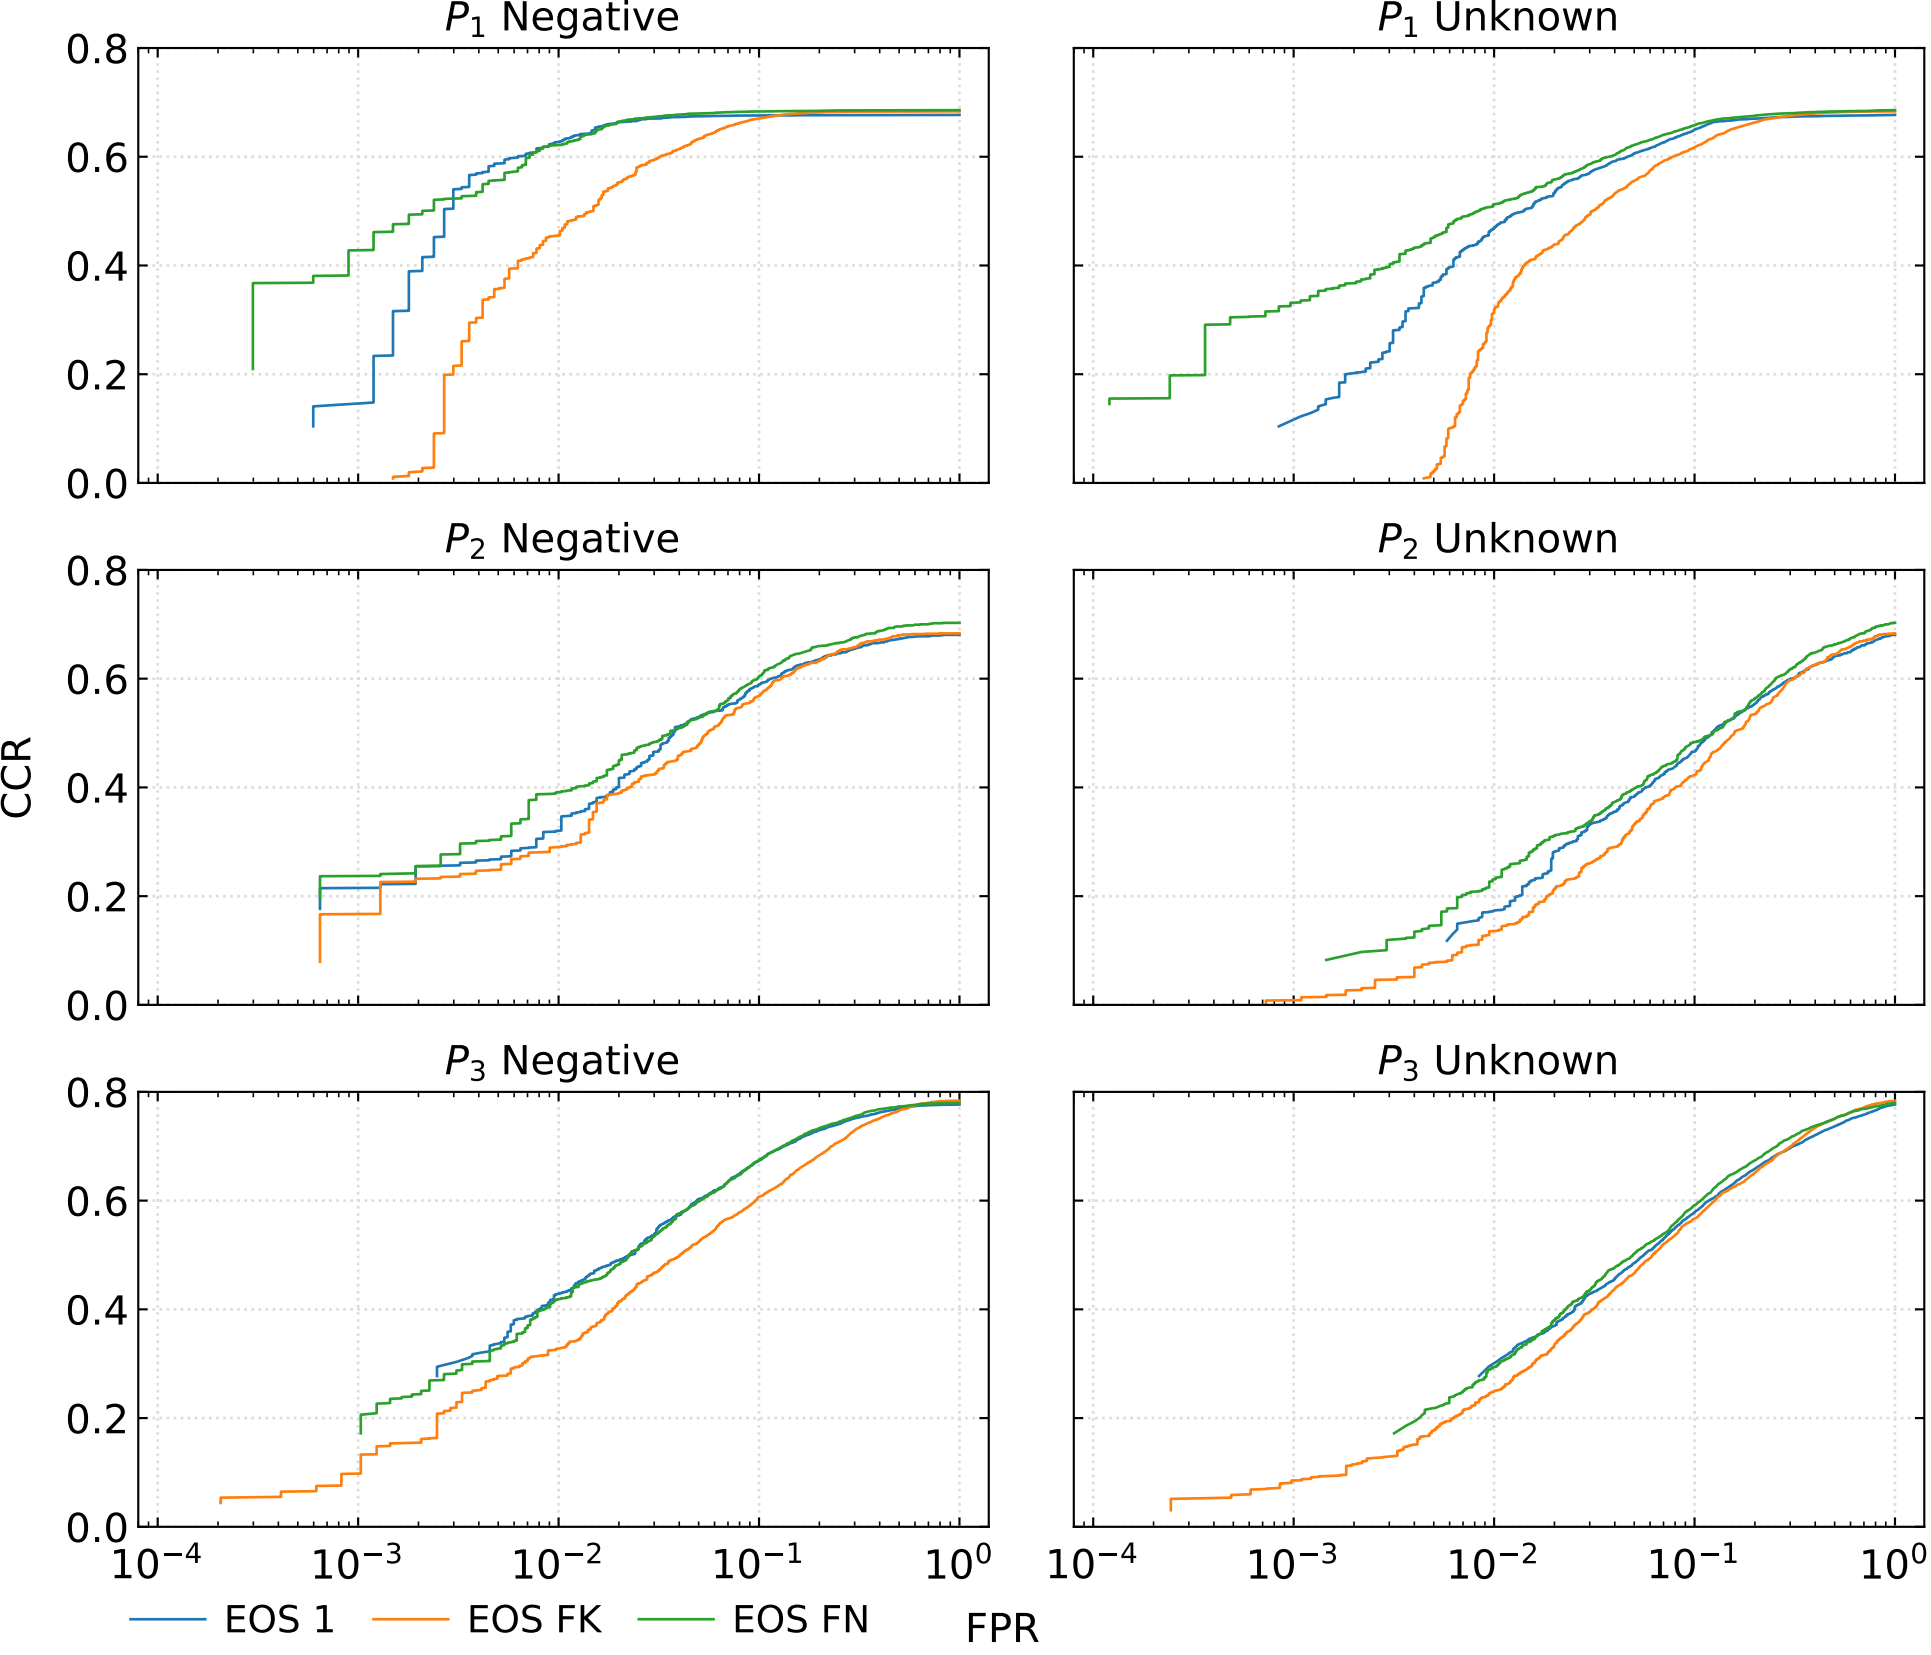 P₁ Negative
P₁ Unknown
0.8
0.6
0.4
0.2
0.0
P₂ Negative
P₂ Unknown
0.8
0.6
0.4
0.2
0.0
CCR
P₃ Negative
P₃ Unknown
0.8
0.6
0.4
0.2
0.0
10⁻⁴ 10⁻³ 10⁻² 10⁻¹ 10⁰
10⁻⁴ 10⁻³ 10⁻² 10⁻¹ 10⁰
EOS 1 EOS FK EOS FN
FPR